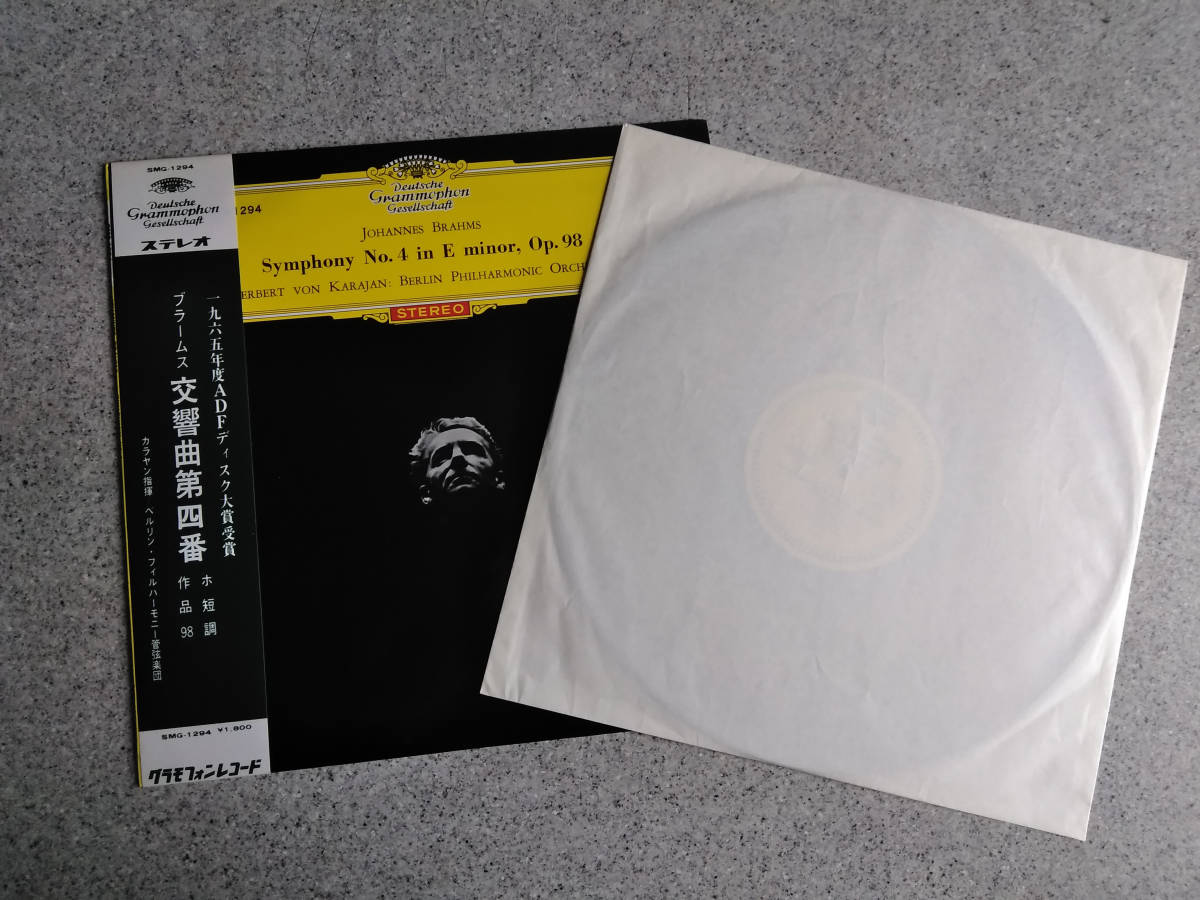 SMG-1294
Deutsche
Grammophon
Gesellschaft
ステレオ
一九六五年度ADFディスク大賞受賞
ブラームス
交響曲第四番
ホ短調
作品98
カラヤン指揮 ベルリン・フィルハーモニー管弦楽団
SMG-1294 ¥1,800
グラモフォンレコード
Deutsche
Grammophon
Gesellschaft
1294
JOHANNES BRAHMS
Symphony No. 4 in E minor, Op. 98
VON KARAJAN: BERLIN PHILHARMONIC
STEREO